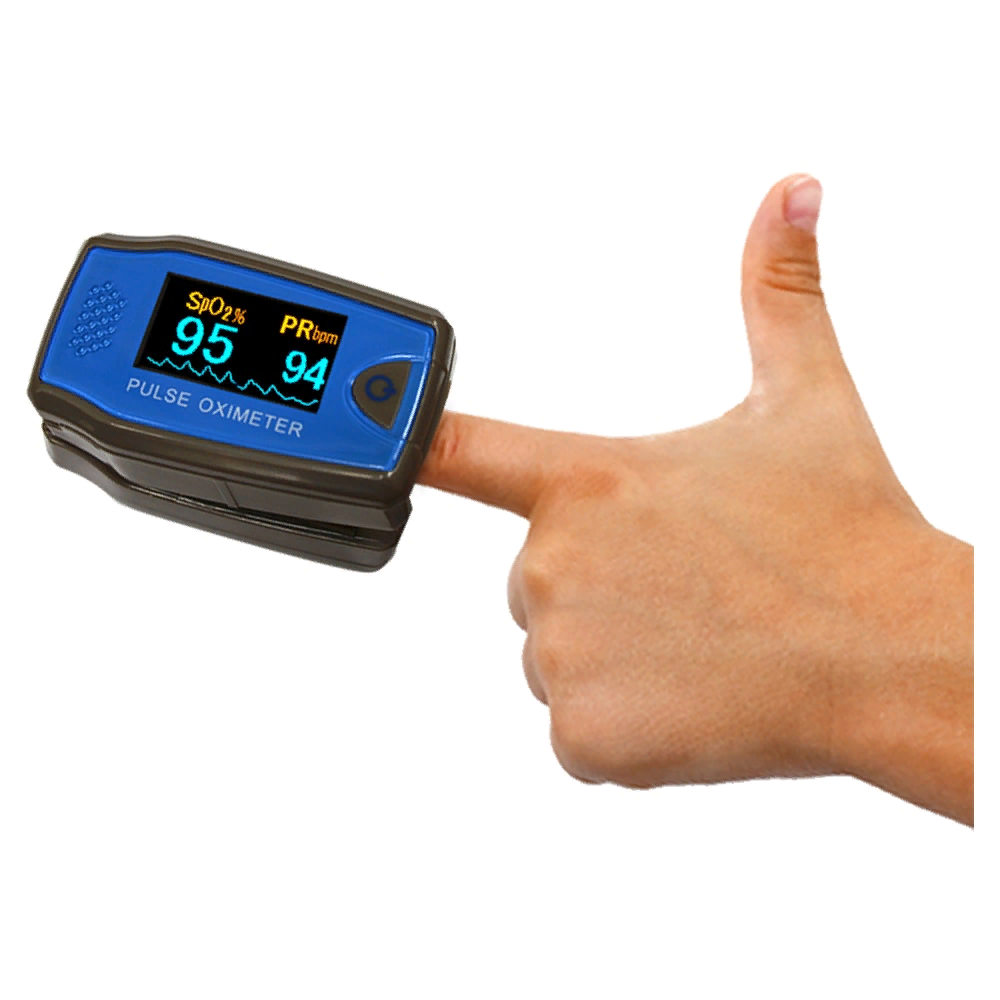 SpO2% PRbpm
95 94
PULSE OXIMETER